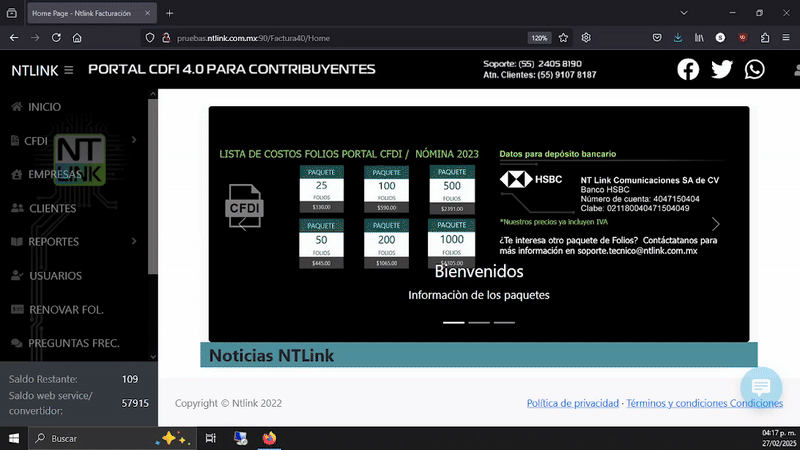 Home Page - Ntlink Facturación
pruebas.ntlink.com.mx:90/Factura40/Home
120%
NTLINK
PORTAL CDFI 4.0 PARA CONTRIBUYENTES
Soporte: (55) 2405 8190
Atn. Clientes: (55) 9107 8187
INICIO
CFDI
NT
LINK
EMPRESAS
CLIENTES
REPORTES
USUARIOS
RENOVAR FOL.
PREGUNTAS FREC.
Saldo Restante: 109
Saldo web service/
convertidor: 57915
LISTA DE COSTOS FOLIOS PORTAL CFDI / NÓMINA 2023
CFDI
PAQUETE
25
FOLIOS
$330.00
PAQUETE
100
FOLIOS
$590.00
PAQUETE
500
FOLIOS
$2391.00
PAQUETE
50
FOLIOS
$445.00
PAQUETE
200
FOLIOS
$1065.00
PAQUETE
1000
FOLIOS
Datos para depósito bancario
HSBC
NT Link Comunicaciones SA de CV
Banco HSBC
Número de cuenta: 4047150404
Clabe: 021180040471504049
*Nuestros precios ya incluyen IVA
¿Te interesa otro paquete de Folios? Contáctatanos para
más información en soporte.tecnico@ntlink.com.mx
Bienvenidos
Informaciòn de los paquetes
Noticias NTLink
Copyright © Ntlink 2022
Política de privacidad · Términos y condiciones Condiciones
Buscar
04:17 p. m.
27/02/2025